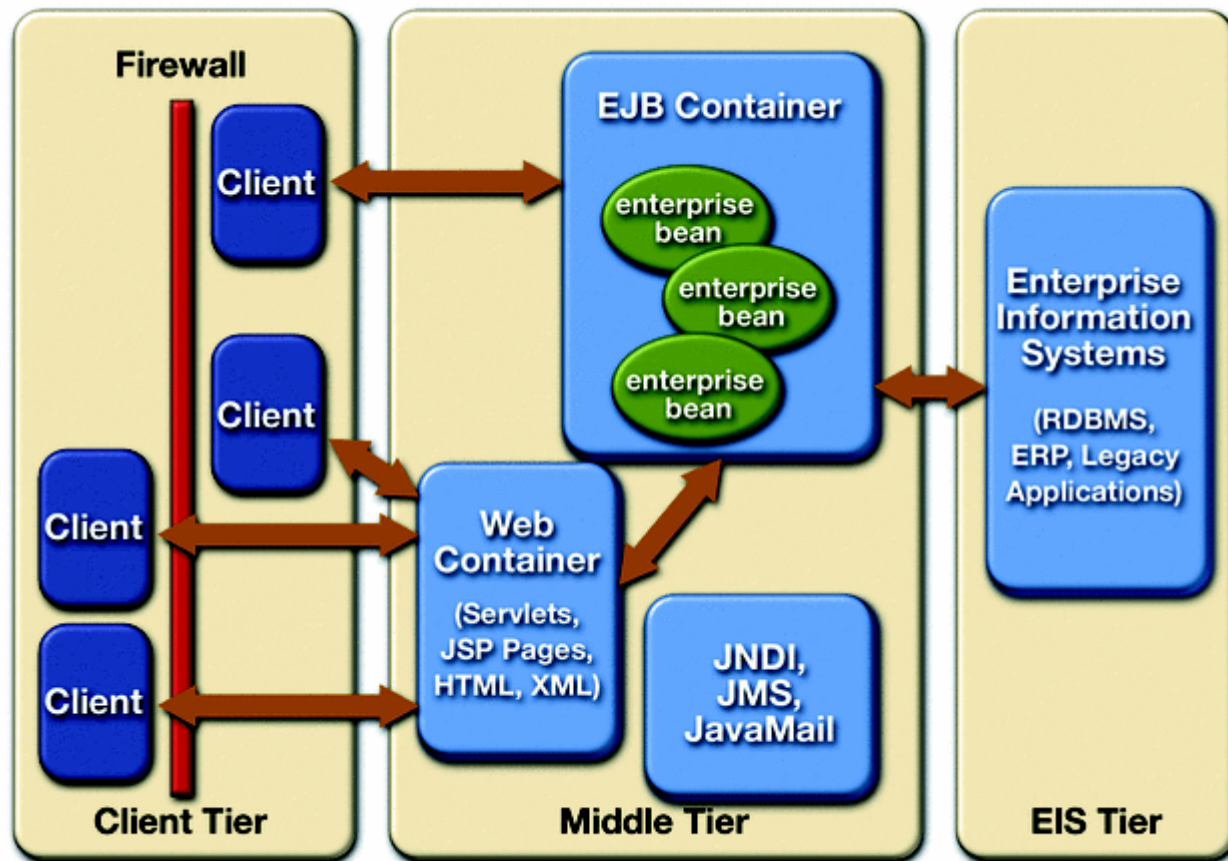 Firewall
Client
Client
Client
Client
Client Tier
EJB Container
enterprise
bean
enterprise
bean
enterprise
bean
Web
Container
(Servlets,
JSP Pages,
HTML, XML)
JNDI,
JMS,
JavaMail
Middle Tier
Enterprise
Information
Systems
(RDBMS,
ERP, Legacy
Applications)
EIS Tier